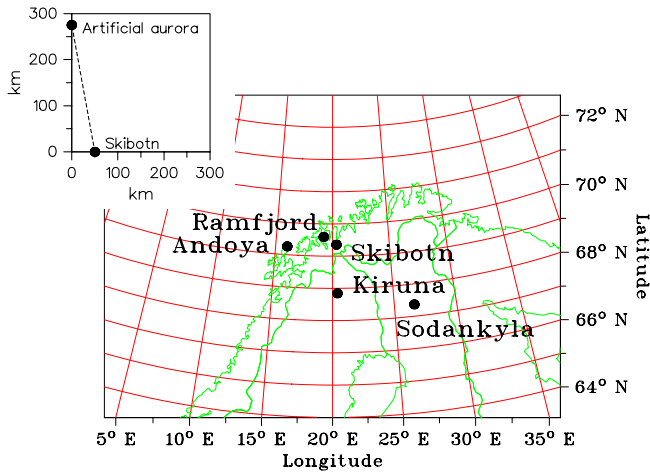 300
Artificial aurora
200
km
100
Skibotn
0
0 100 200 300
km
72° N
70° N
Ramfjord
Andoya
Skibotn
68° N
Latitude
Kiruna
66° N
Sodankyla
64° N
5° E 10° E 15° E 20° E 25° E 30° E 35° E
Longitude